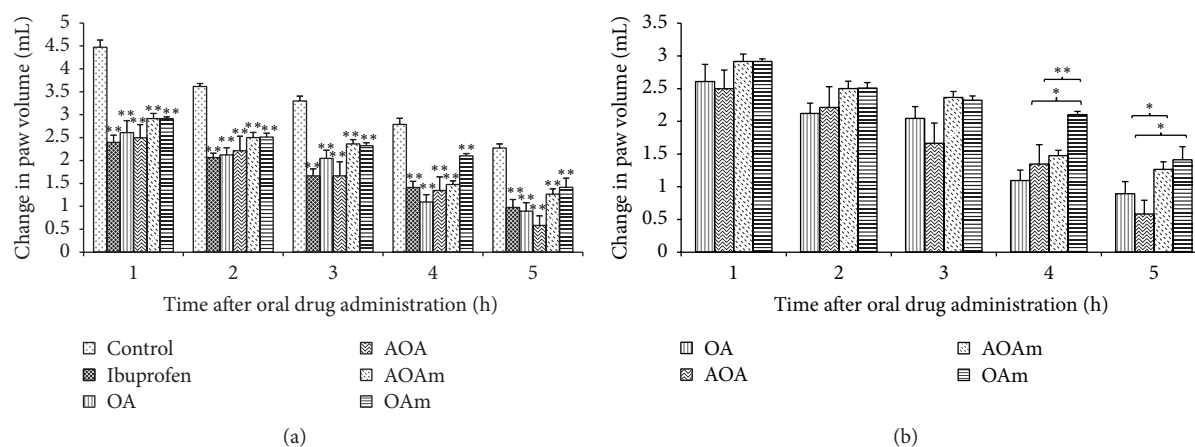 5
4.5
4
3.5
3
2.5
2
1.5
1
0.5
0
Change in paw volume (mL)
** ** ** ** **
** ** ** ** **
** ** ** ** **
** ** ** ** **
** ** ** ** **
1 2 3 4 5
Time after oral drug administration (h)
Control
Ibuprofen
OA
AOA
AOAm
OAm
(a)
3.5
3
2.5
2
1.5
1
0.5
0
Change in paw volume (mL)
**
*
*
*
1 2 3 4 5
Time after oral drug administration (h)
OA
AOA
AOAm
OAm
(b)